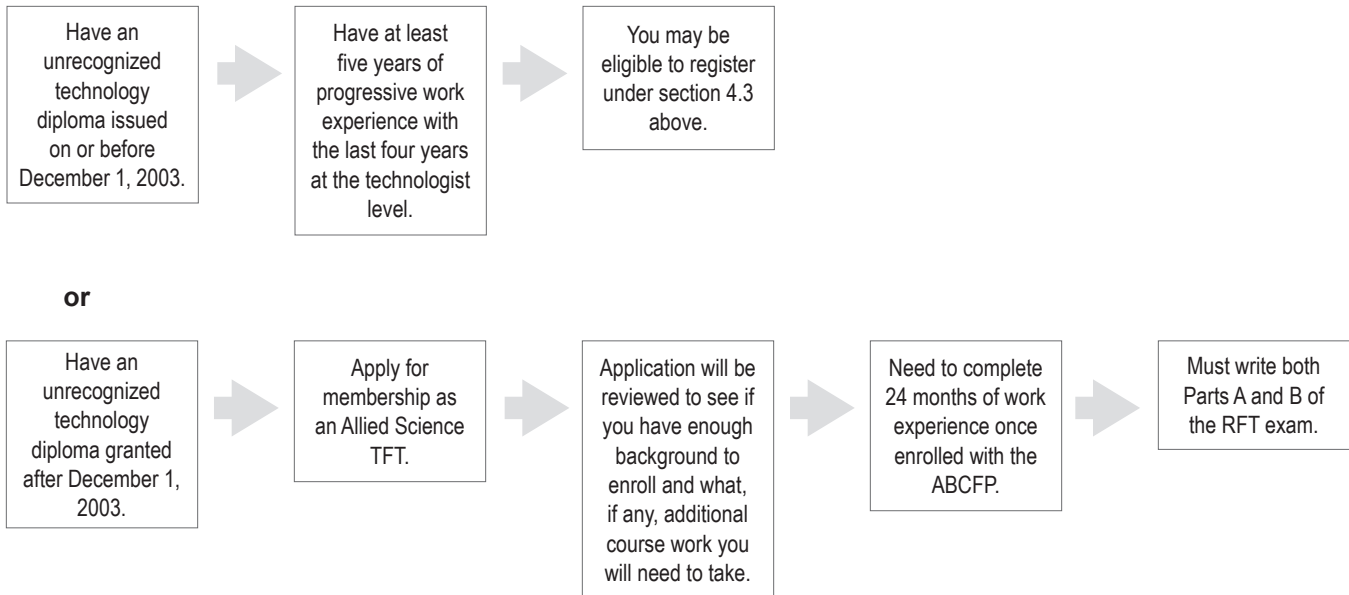 Have an
unrecognized
technology
diploma issued
on or before
December 1, 2003.
Have at least
five years of
progressive work
experience with
the last four years
at the technologist
level.
You may be
eligible to register
under section 4.3
above.
or
Have an
unrecognized
technology
diploma granted
after December 1,
2003.
Apply for
membership as
an Allied Science
TFT.
Application will be
reviewed to see if
you have enough
background to
enroll and what,
if any, additional
course work you
will need to take.
Need to complete
24 months of work
experience once
enrolled with the
ABCFP.
Must write both
Parts A and B of
the RFT exam.